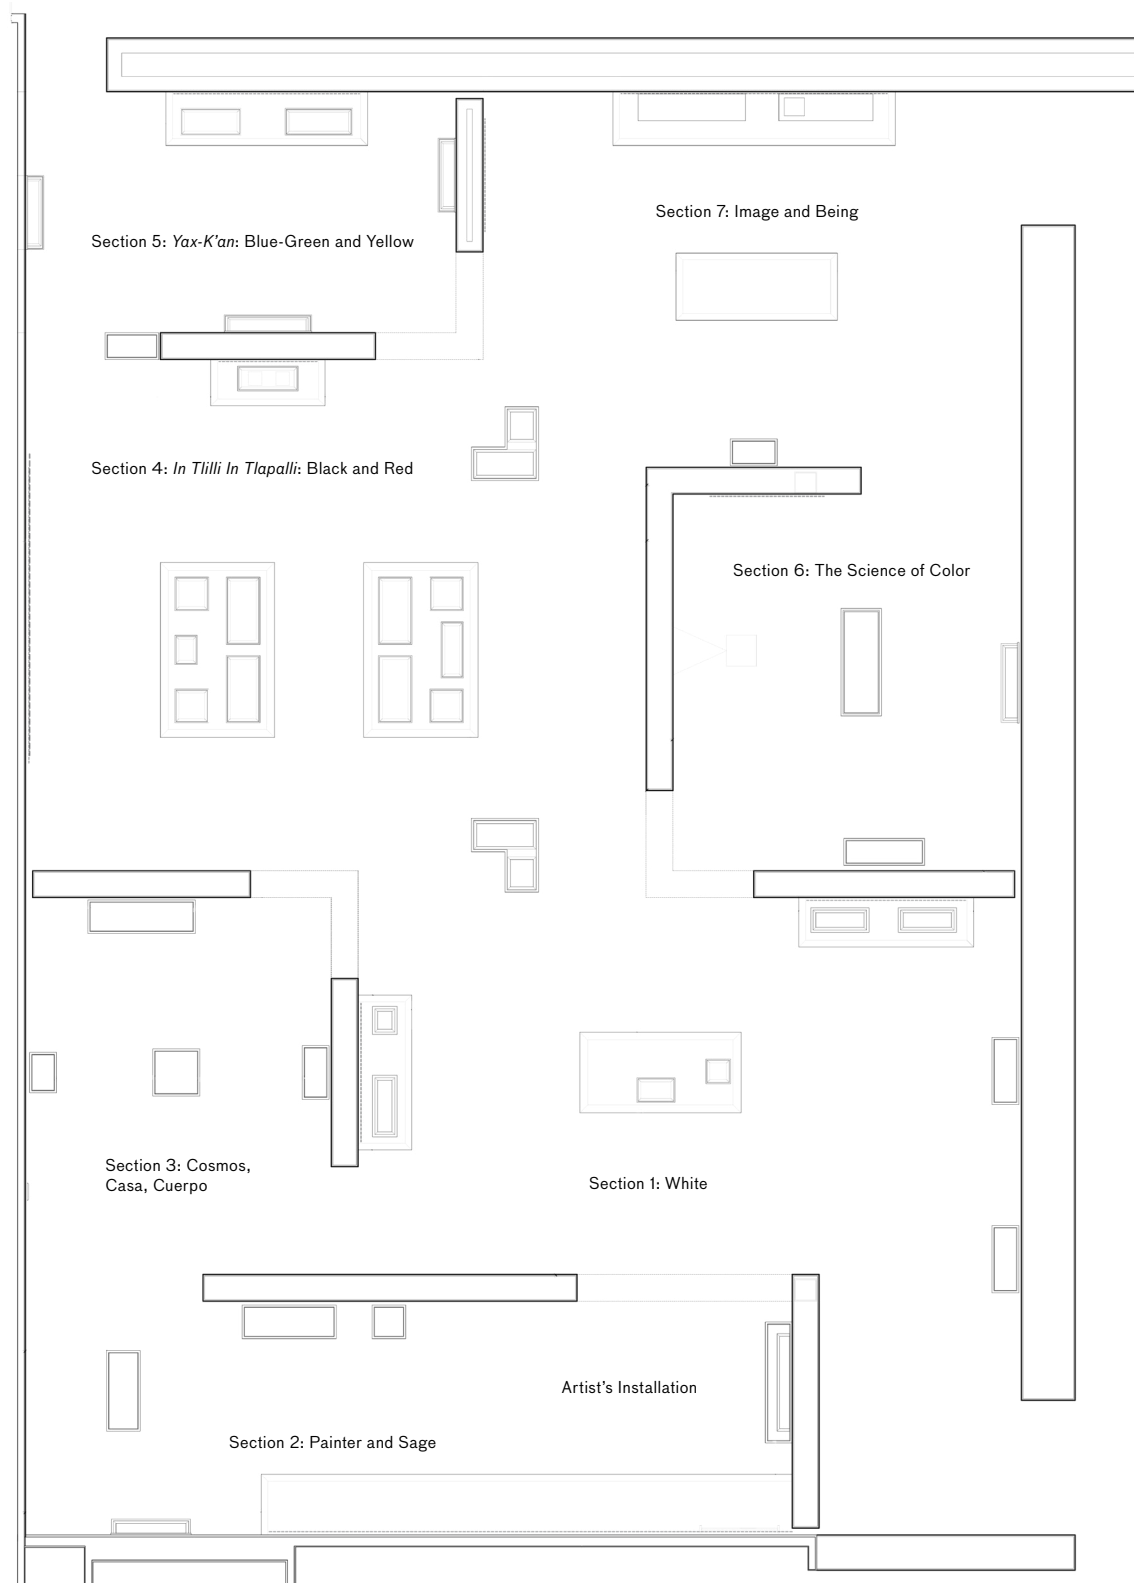 Section 7: Image and Being
Section 5: Yax-K’an: Blue-Green and Yellow
Section 4: In Tlilli In Tlapalli: Black and Red
Section 6: The Science of Color
Section 3: Cosmos,
Casa, Cuerpo
Section 1: White
Artist’s Installation
Section 2: Painter and Sage